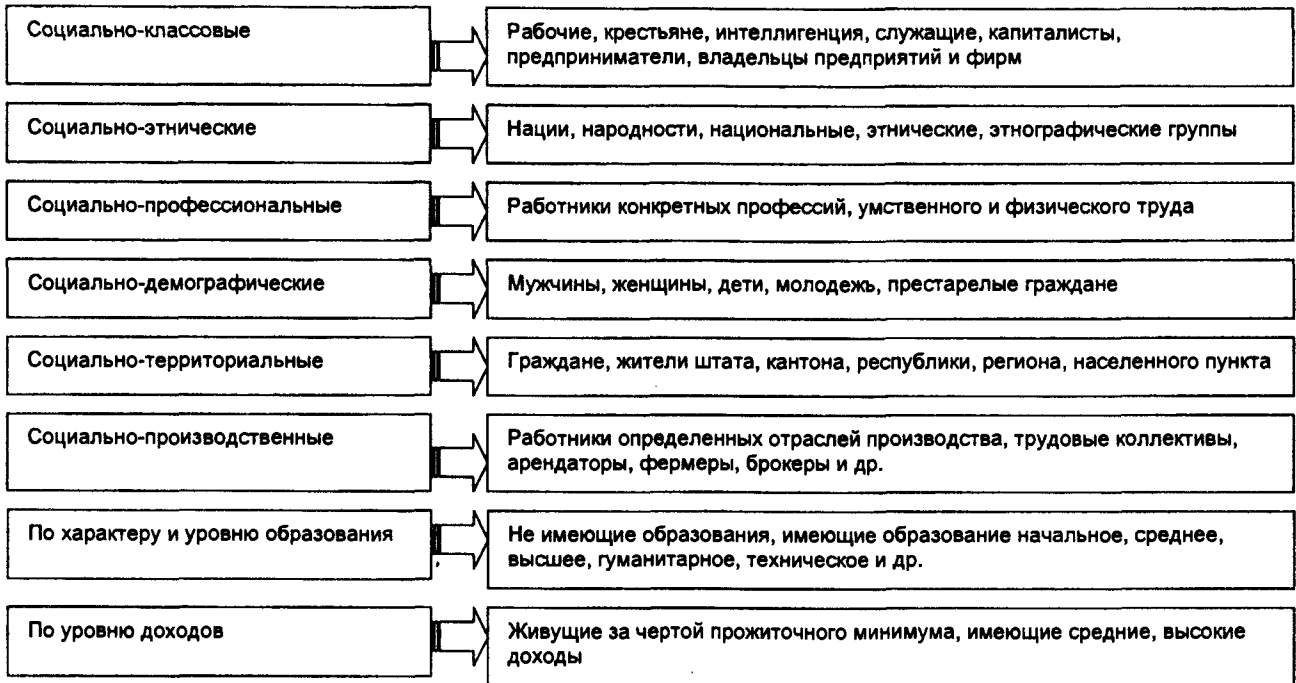 Социально-классовые
Рабочие, крестьяне, интеллигенция, служащие, капиталисты,
предприниматели, владельцы предприятий и фирм
Социально-этнические
Нации, народности, национальные, этнические, этнографические группы
Социально-профессиональные
Работники конкретных профессий, умственного и физического труда
Социально-демографические
Мужчины, женщины, дети, молодежь, престарелые граждане
Социально-территориальные
Граждане, жители штата, кантона, республики, региона, населенного пункта
Социально-производственные
Работники определенных отраслей производства, трудовые коллективы,
арендаторы, фермеры, брокеры и др.
По характеру и уровню образования
Не имеющие образования, имеющие образование начальное, среднее,
высшее, гуманитарное, техническое и др.
По уровню доходов
Живущие за чертой прожиточного минимума, имеющие средние, высокие
доходы